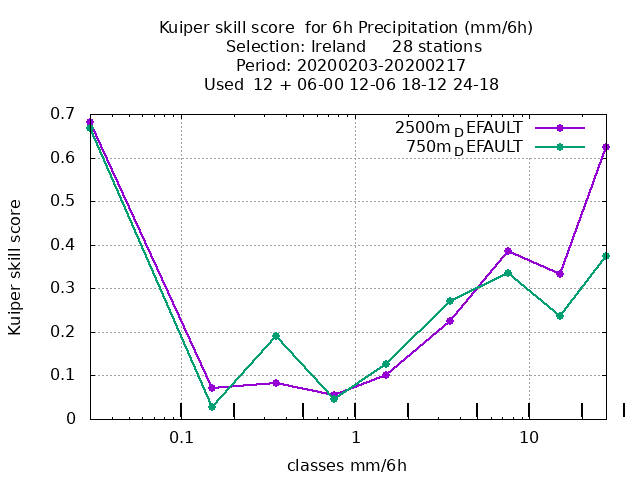 Kuiper skill score  for 6h Precipitation (mm/6h)
Selection: Ireland     28 stations
Period: 20200203-20200217
Used  12 + 06-00 12-06 18-12 24-18
2500m_DEFAULT
750m_DEFAULT
0.7
0.6
0.5
0.4
0.3
0.2
0.1
0
Kuiper skill score
0.1 1 10
classes mm/6h